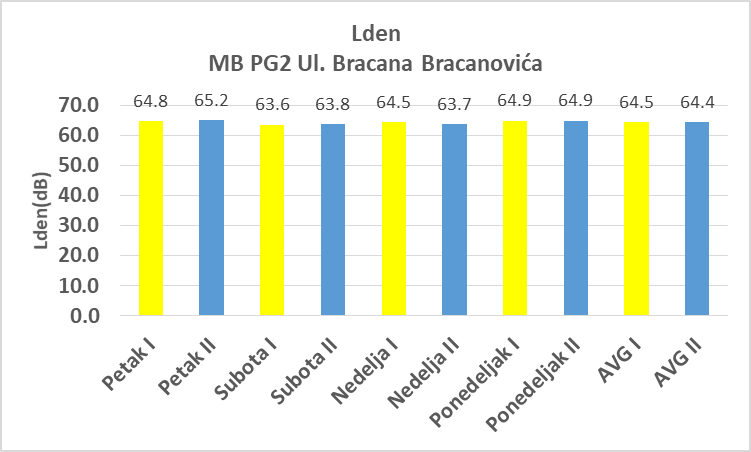 Lden
MB PG2 Ul. Bracana Bracanovića
64.8 65.2 63.6 63.8 64.5 63.7 64.9 64.9 64.5 64.4
70.0
60.0
50.0
40.0
30.0
20.0
10.0
0.0
Lden(dB)
Petak I
Petak II
Subota I
Subota II
Nedelja I
Nedelja II
Ponedeljak I
Ponedeljak II
AVG I
AVG II